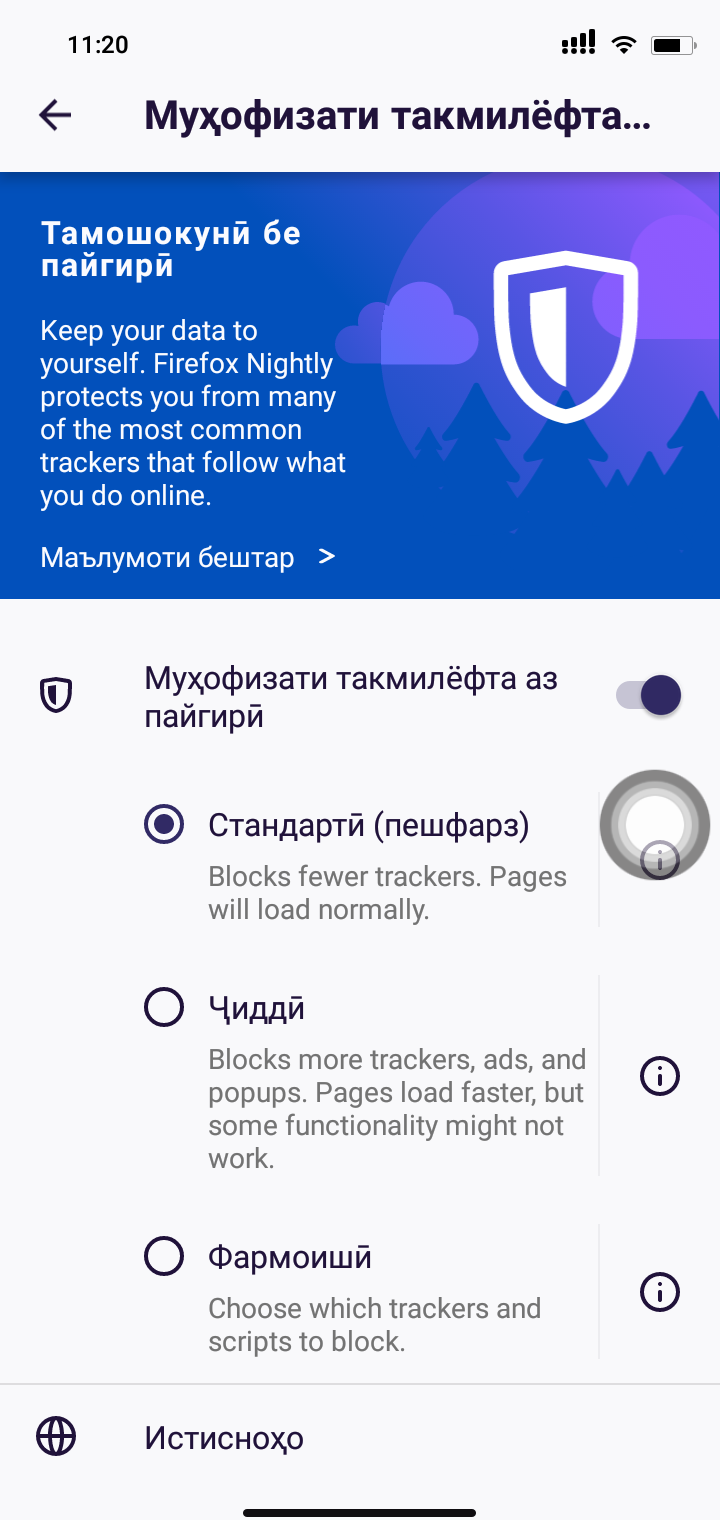 11:20
Муҳофизати такмилёфта...
Тамошокунӣ бе
пайгирӣ
Keep your data to
yourself. Firefox Nightly
protects you from many
of the most common
trackers that follow what
you do online.
Маълумоти бештар >
Муҳофизати такмилёфта аз
пайгирӣ
Стандартӣ (пешфарз)
Blocks fewer trackers. Pages
will load normally.
Ҷиддӣ
Blocks more trackers, ads, and
popups. Pages load faster, but
some functionality might not
work.
Фармоишӣ
Choose which trackers and
scripts to block.
Истисноҳо